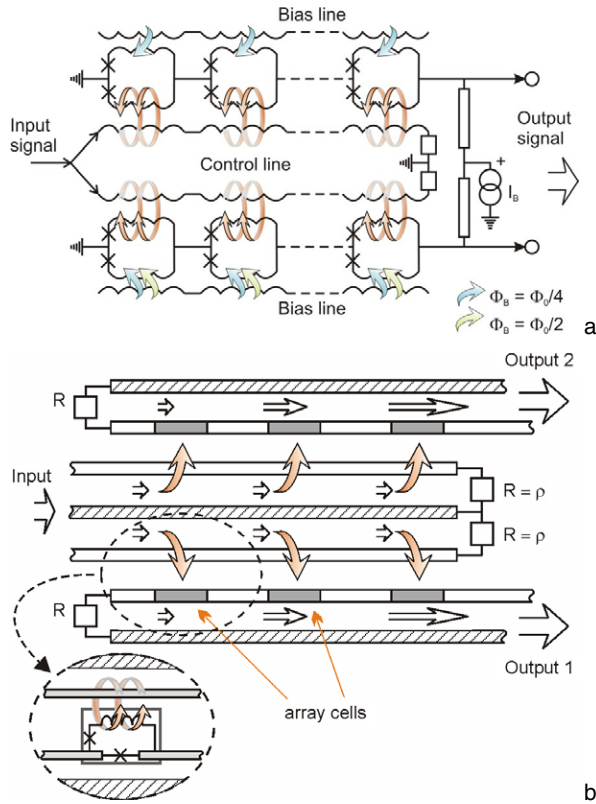 Bias line
Input signal
Control line
Output signal
+
I_B
Bias line
Φ_B = Φ_0/4
Φ_B = Φ_0/2
a
Output 2
R
Input
R = ρ
R = ρ
R
Output 1
array cells
b